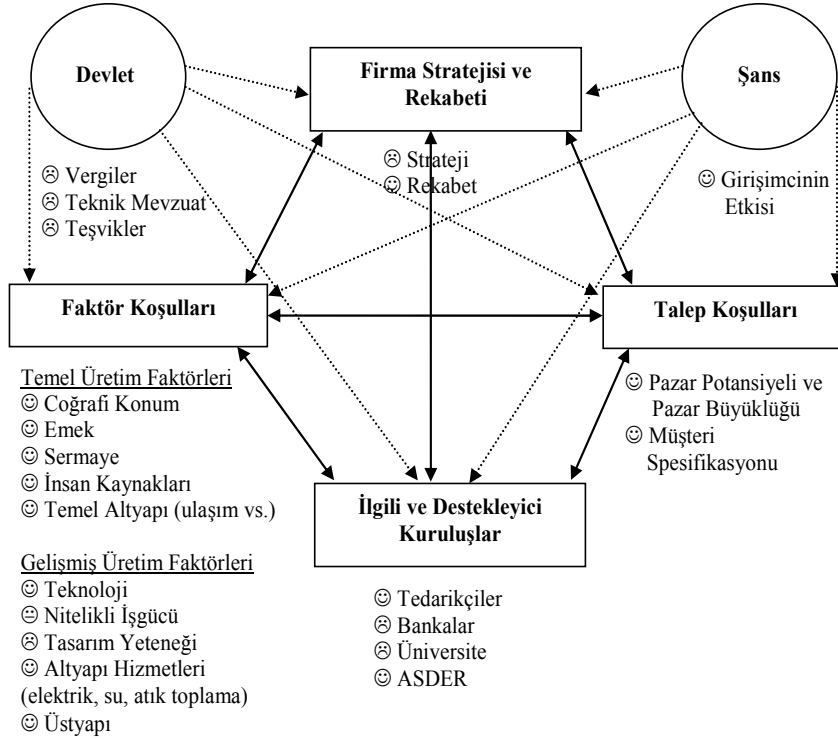 Devlet
Firma Stratejisi ve
Rekabeti
Şans
☹ Vergiler
☹ Teknik Mevzuat
☹ Teşvikler
☹ Strateji
☺ Rekabet
☺ Girişimcinin
Etkisi
Faktör Koşulları
Talep Koşulları
Temel Üretim Faktörleri
☺ Coğrafi Konum
☺ Emek
☺ Sermaye
☺ İnsan Kaynakları
☺ Temel Altyapı (ulaşım vs.)
☺ Pazar Potansiyeli ve
Pazar Büyüklüğü
☺ Müşteri
Spesifikasyonu
İlgili ve Destekleyici
Kuruluşlar
Gelişmiş Üretim Faktörleri
☺ Teknoloji
😐 Nitelikli İşgücü
☹ Tasarım Yeteneği
☺ Altyapı Hizmetleri
(elektrik, su, atık toplama)
☺ Üstyapı
☺ Tedarikçiler
☹ Bankalar
☹ Üniversite
☺ ASDER